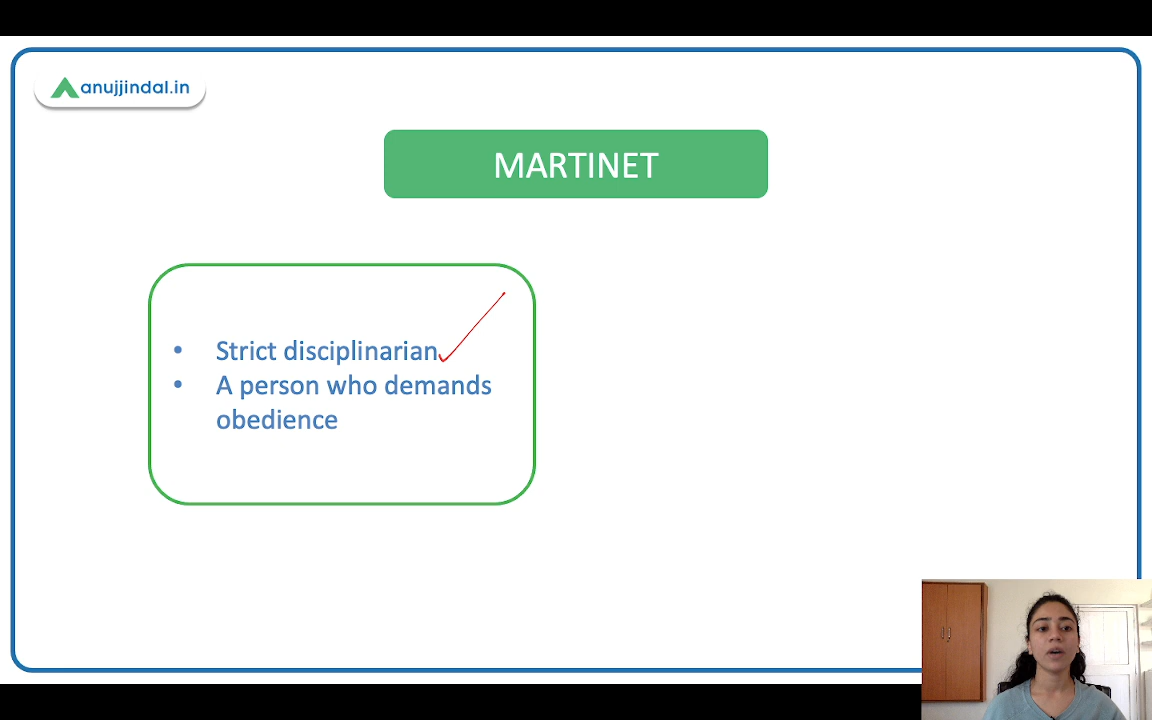 anujjindal.in
MARTINET
• Strict disciplinarian
• A person who demands
obedience